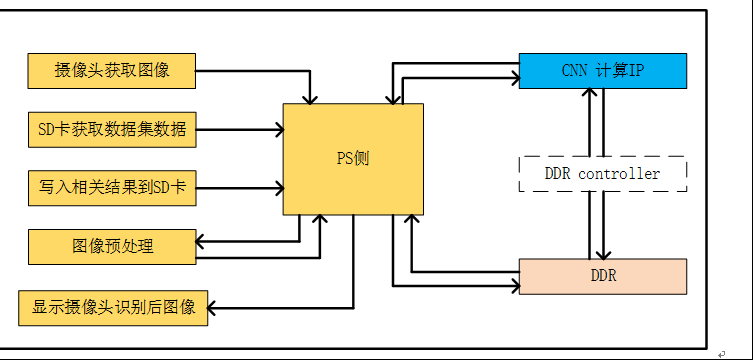 摄像头获取图像
CNN 计算IP
SD卡获取数据集数据
PS侧
DDR controller
写入相关结果到SD卡
图像预处理
DDR
显示摄像头识别后图像